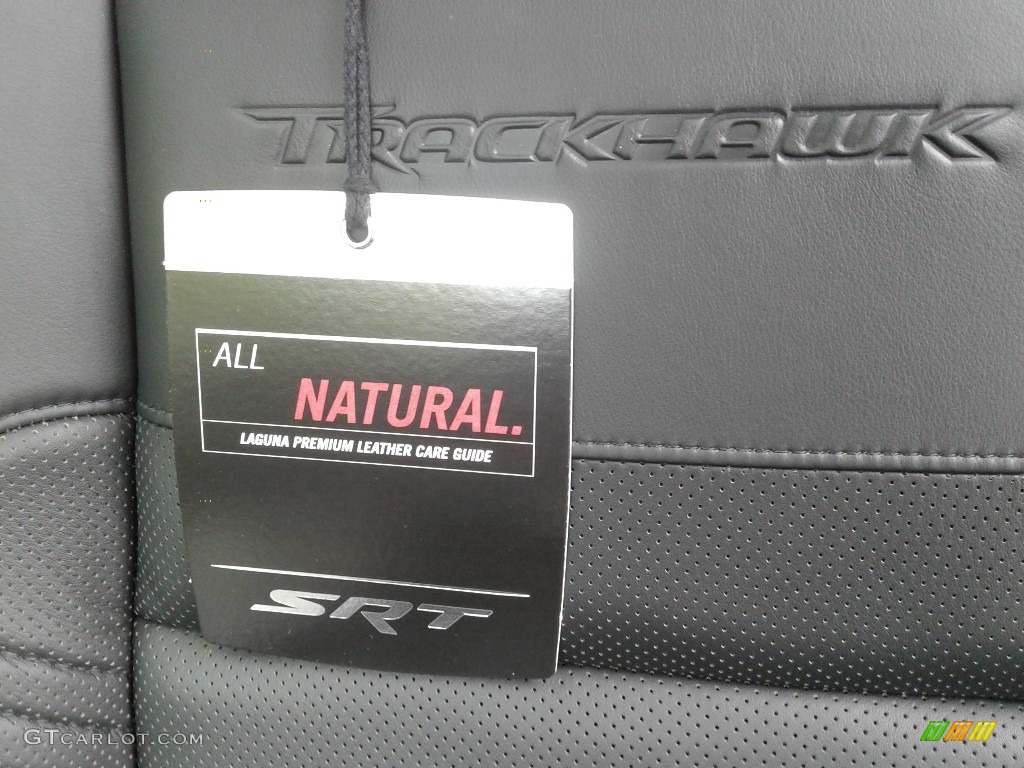 TRACKHAWK
ALL
NATURAL.
LAGUNA PREMIUM LEATHER CARE GUIDE
SRT
GTCARLOT.COM